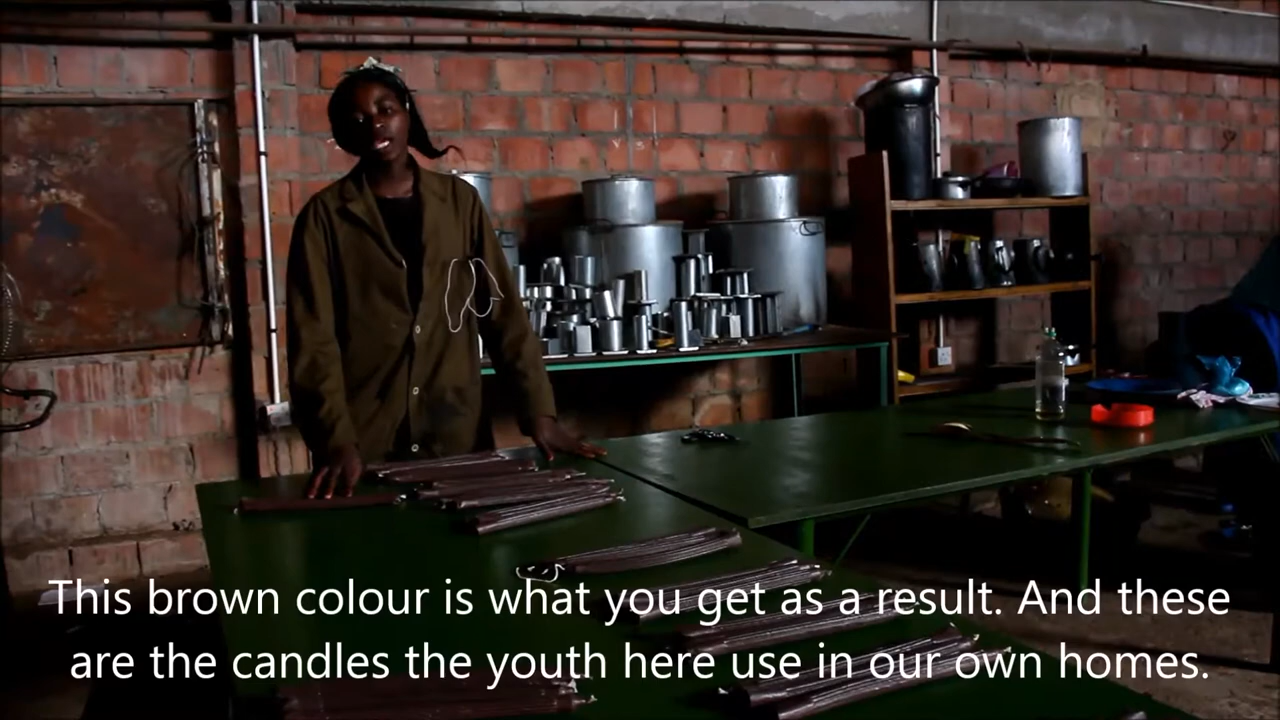 This brown colour is what you get as a result. And these
are the candles the youth here use in our own homes.